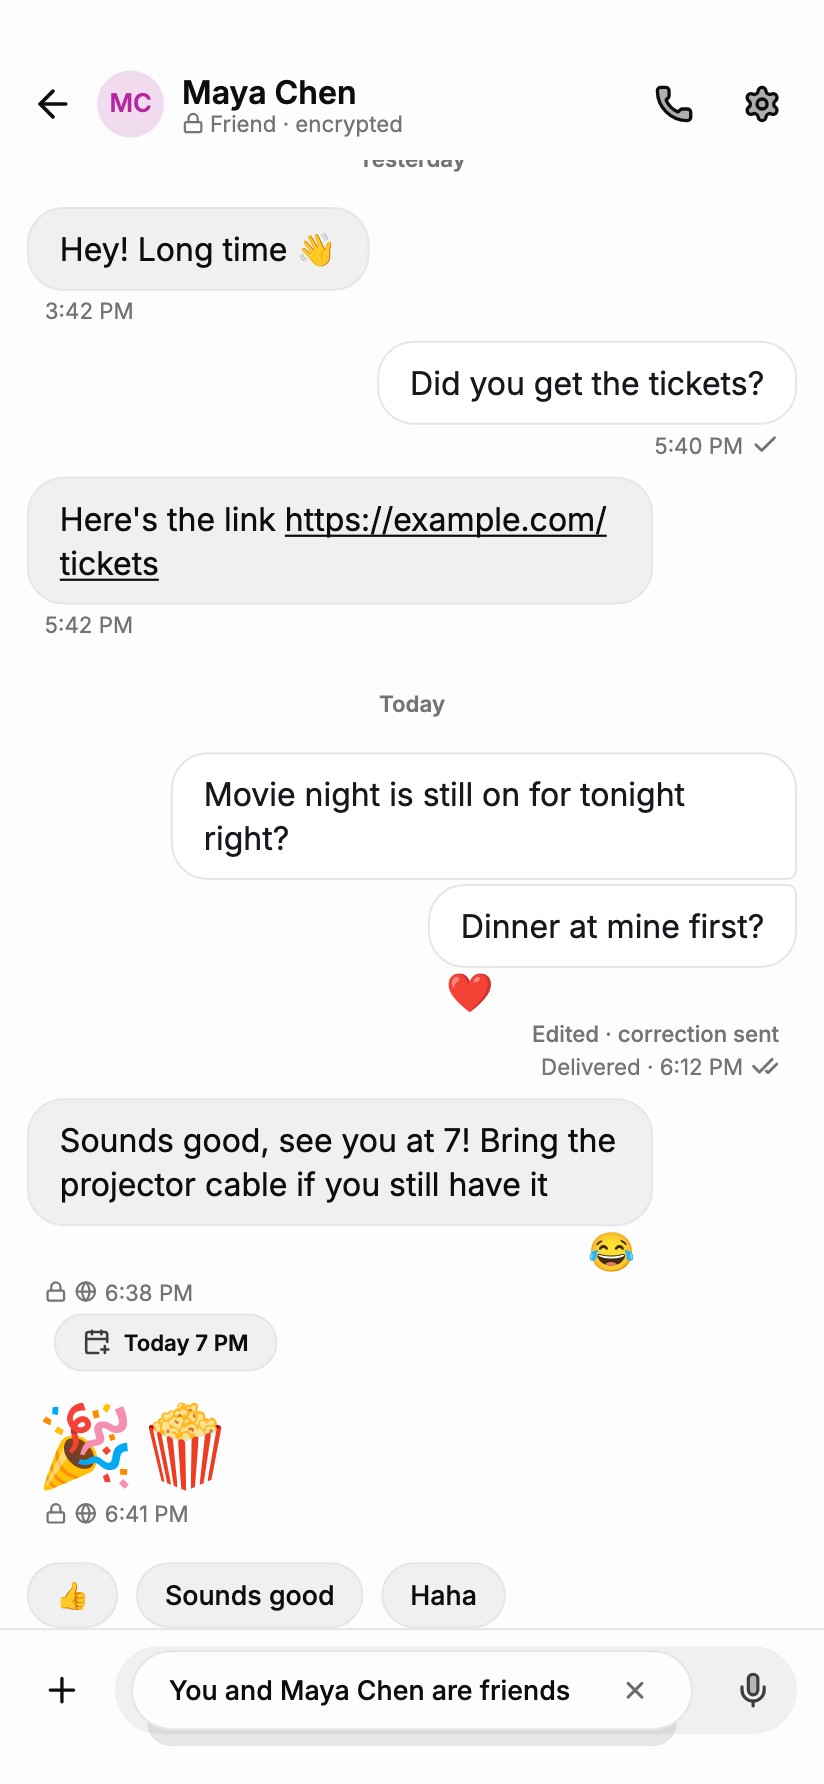 MC
Maya Chen
Friend · encrypted
Yesterday
Hey! Long time 👋
3:42 PM
Did you get the tickets?
5:40 PM
Here's the link https://example.com/
tickets
5:42 PM
Today
Movie night is still on for tonight
right?
Dinner at mine first?
❤️
Edited · correction sent
Delivered · 6:12 PM
Sounds good, see you at 7! Bring the
projector cable if you still have it
😂
6:38 PM
Today 7 PM
🎉🍿
6:41 PM
👍
Sounds good
Haha
You and Maya Chen are friends